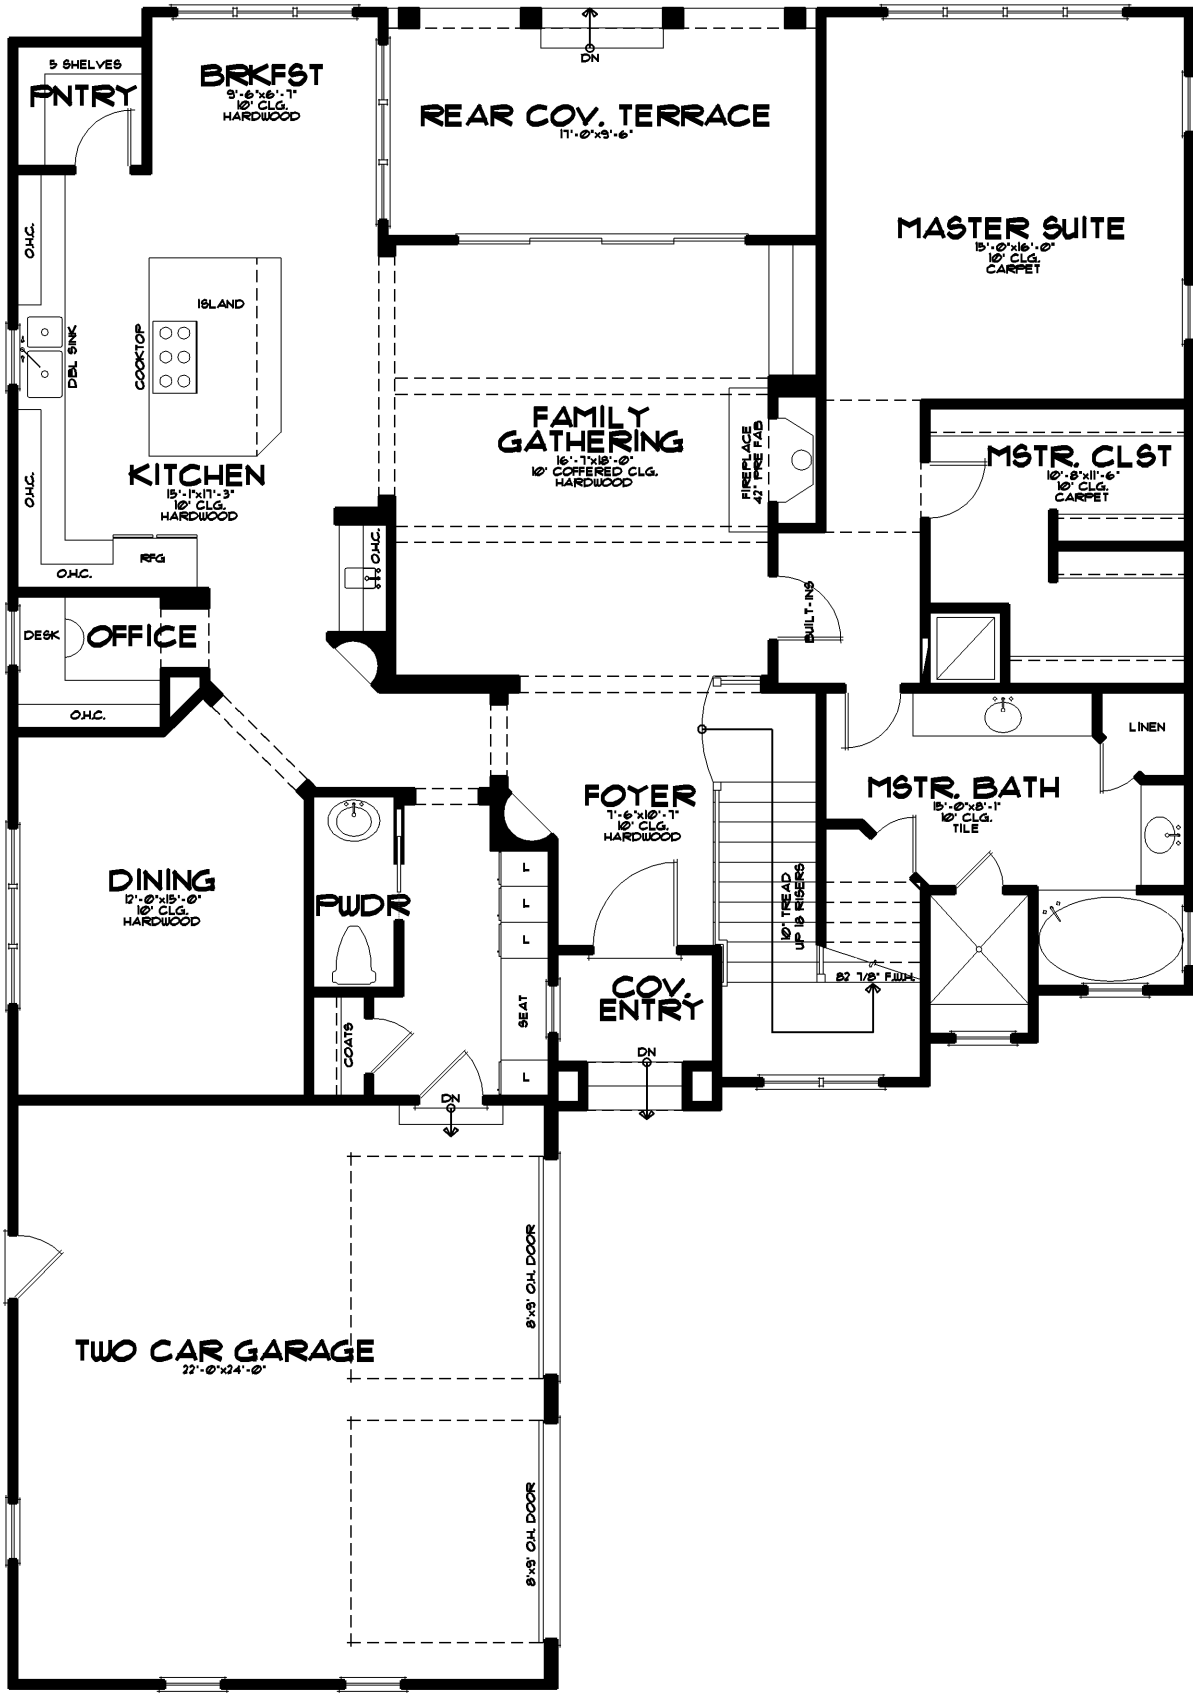 5 SHELVES
PNTRY
BRKFST
9'-6"x6'-7"
10' CLG.
HARDWOOD
DN
REAR COV. TERRACE
17'-0"x9'-6"
MASTER SUITE
15'-0"x16'-0"
10' CLG.
CARPET
O.H.C.
DBL SINK
COOKTOP
ISLAND
KITCHEN
15'-1"x17'-3"
10' CLG.
HARDWOOD
O.H.C.
O.H.C.
RFG
FAMILY
GATHERING
16'-7"x18'-0"
10' COFFERED CLG.
HARDWOOD
FIREPLACE
42" PRE FAB
MSTR. CLST
10'-8"x11'-6"
10' CLG.
CARPET
O.H.C.
BUILT-INS
DESK
OFFICE
O.H.C.
LINEN
MSTR. BATH
15'-0"x8'-1"
10' CLG.
TILE
FOYER
7'-6"x10'-7"
10' CLG.
HARDWOOD
DINING
12'-0"x15'-0"
10' CLG.
HARDWOOD
PWDR
10" TREAD
UP 18 RISERS
82 7/8" F.W.H.
COV.
ENTRY
SEAT
COATS
DN
DN
8'x9' O.H. DOOR
TWO CAR GARAGE
22'-0"x24'-0"
8'x9' O.H. DOOR